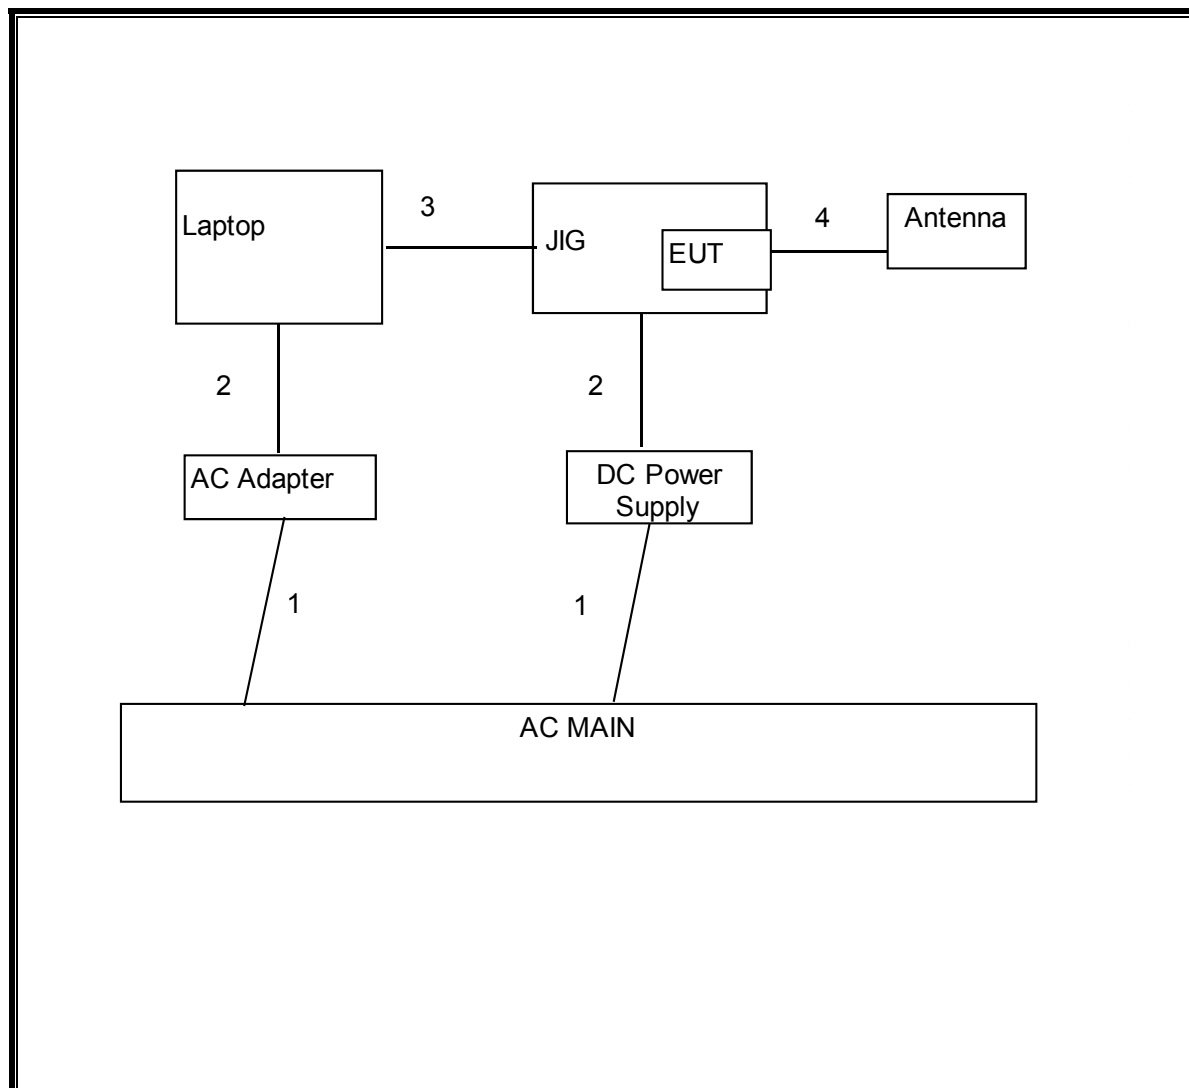 Laptop
3
JIG
EUT
4
Antenna
2
2
AC Adapter
DC Power
Supply
1
1
AC MAIN